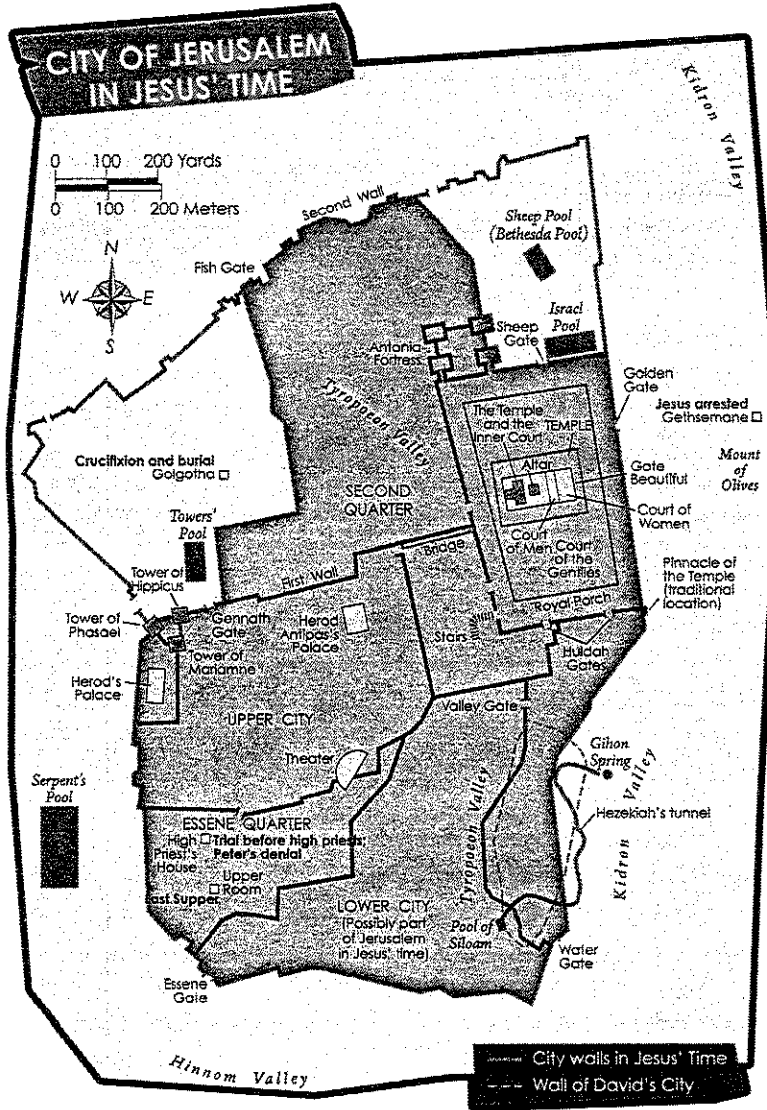 CITY OF JERUSALEM
IN JESUS' TIME
Kidron Valley
0 100 200 Yards
0 100 200 Meters
N
W E
S
Second Wall
Sheep Pool
(Bethesda Pool)
Fish Gate
Israel
Pool
Sheep
Gate
Antonia
Fortress
Golden
Gate
Tyropoeon Valley
Jesus arrested
Gethsemane
The Temple
and the
Inner Court
TEMPLE
Mount
of
Olives
Crucifixion and burial
Golgotha
Altar
Gate
Beautiful
SECOND
QUARTER
Court of
Women
Towers'
Pool
Court
of Men
Court
of the
Gentiles
Bridge
First Wall
Pinnacle of
the Temple
(traditional
location)
Tower of
Hippicus
Royal Porch
Tower of
Phasael
Gennath
Gate
Herod
Antipas's
Palace
Stairs
Huldah
Gates
Tower of
Mariamne
Herod's
Palace
UPPER CITY
Valley Gate
Theater
Gihon
Spring
Serpent's
Pool
Tyropoeon Valley
Kidron Valley
Hezekiah's tunnel
ESSENE QUARTER
High
Priest's
House
Trial before high priest;
Peter's denial
Upper
Room
Last Supper
LOWER CITY
(Possibly part
of Jerusalem
in Jesus' time)
Pool of
Siloam
Water
Gate
Essene
Gate
Hinnom Valley
City walls in Jesus' Time
Wall of David's City